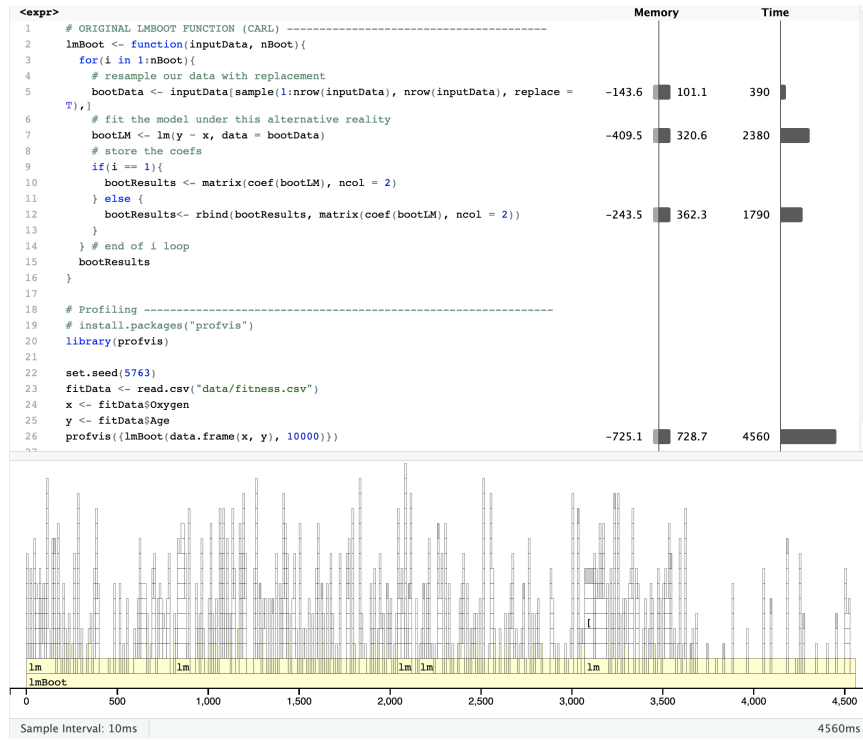 <expr> Memory Time
1 # ORIGINAL LMBOOT FUNCTION (CARL) ----------------------------------------
2 lmBoot <- function(inputData, nBoot){
3 for(i in 1:nBoot){
4 # resample our data with replacement
5 bootData <- inputData[sample(1:nrow(inputData), nrow(inputData), replace = -143.6 101.1 390
T),]
6 # fit the model under this alternative reality
7 bootLM <- lm(y ~ x, data = bootData) -409.5 320.6 2380
8 # store the coefs
9 if(i == 1){
10 bootResults <- matrix(coef(bootLM), ncol = 2)
11 } else {
12 bootResults<- rbind(bootResults, matrix(coef(bootLM), ncol = 2)) -243.5 362.3 1790
13 }
14 } # end of i loop
15 bootResults
16 }
17
18 # Profiling ---------------------------------------------------------------
19 # install.packages("profvis")
20 library(profvis)
21
22 set.seed(5763)
23 fitData <- read.csv("data/fitness.csv")
24 x <- fitData$Oxygen
25 y <- fitData$Age
26 profvis({lmBoot(data.frame(x, y), 10000)}) -725.1 728.7 4560
[
lm lm lm lm lm
lmBoot
0 500 1,000 1,500 2,000 2,500 3,000 3,500 4,000 4,500
Sample Interval: 10ms 4560ms